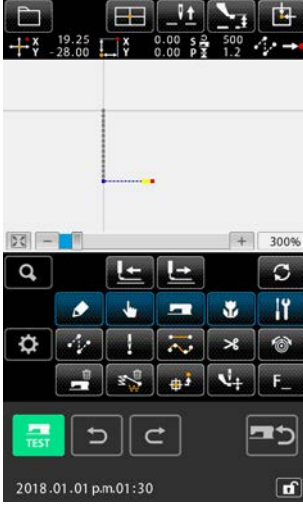 X 19.25 X 0.00 S 500
Y -28.00 Y 0.00 P 1.2
300%
W
F_
TEST
2018.01.01 p.m.01:30